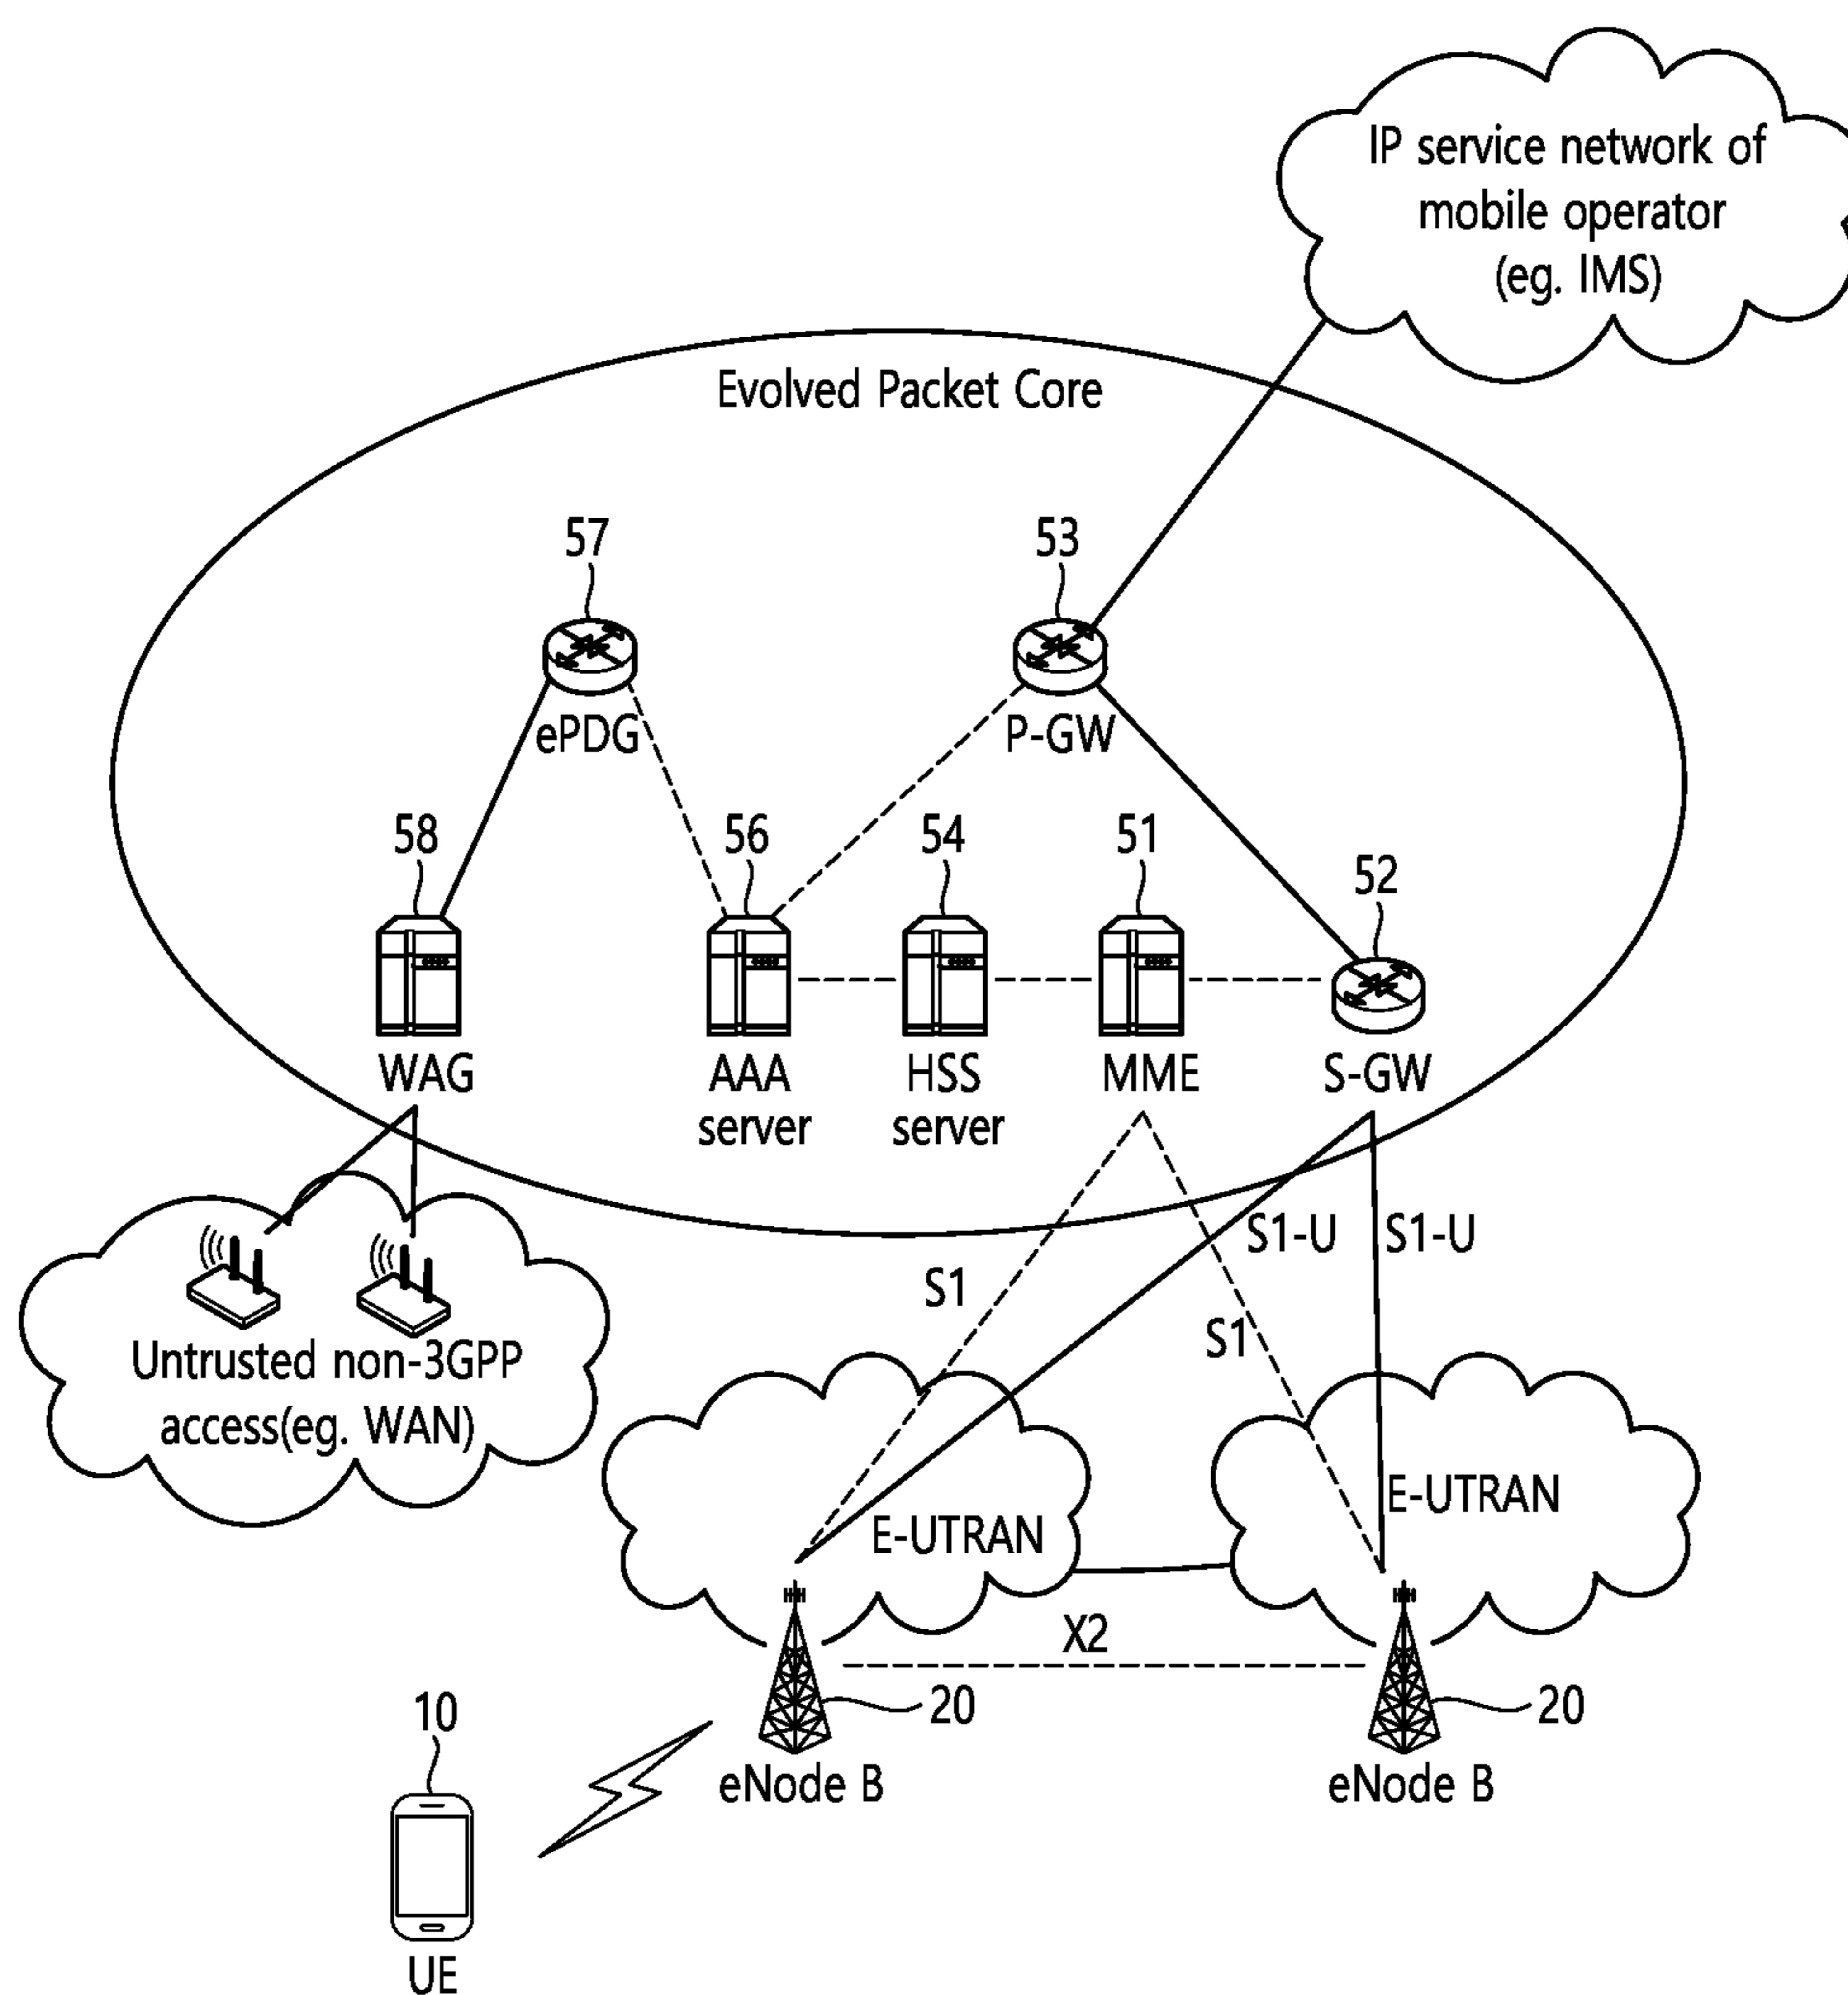 IP service network of
mobile operator
(eg. IMS)
Evolved Packet Core
57
53
ePDG
P-GW
58
56
54
51
52
WAG
AAA
server
HSS
server
MME
S-GW
S1-U
S1-U
S1
S1
Untrusted non-3GPP
access(eg. WAN)
E-UTRAN
E-UTRAN
X2
10
20
20
eNode B
eNode B
UE